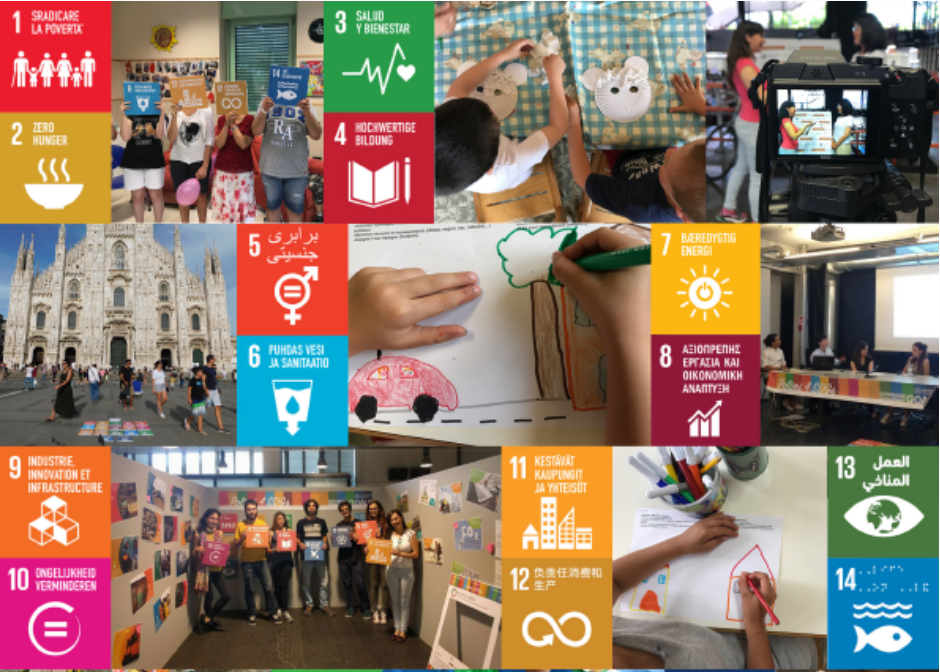 1 SRADICARE
LA POVERTA'
2 ZERO
HUNGER
3 SALUD
Y BIENESTAR
4 HOCHWERTIGE
BILDUNG
5 برابری
جنسیتی
6 PUHDAS VESI
JA SANITAATIO
7 BÆREDYGTIG
ENERGI
8 ΑΞΙΟΠΡΕΠΗΣ
ΕΡΓΑΣΙΑ ΚΑΙ
ΟΙΚΟΝΟΜΙΚΗ
ΑΝΑΠΤΥΞΗ
9 INDUSTRIE,
INNOVATION ET
INFRASTRUCTURE
10 ONGELIJKHEID
VERMINDEREN
11 KESTÄVÄT
KAUPUNGIT
JA YHTEISÖT
12 负责任消费和
生产
13 العمل
المناخي
14